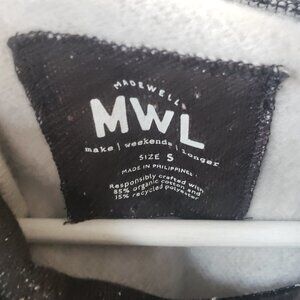 MADEWELL
MWL
make | weekends | longer
SIZE S
MADE IN PHILIPPINES
Responsibly crafted with
85% organic cotton and
15% recycled polyester